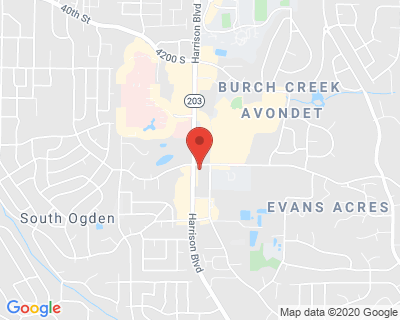 40th St
Harrison Blvd
4200 S
203
BURCH CREEK
AVONDET
EVANS ACRES
South Ogden
Harrison Blvd
Google
Map data ©2020 Google